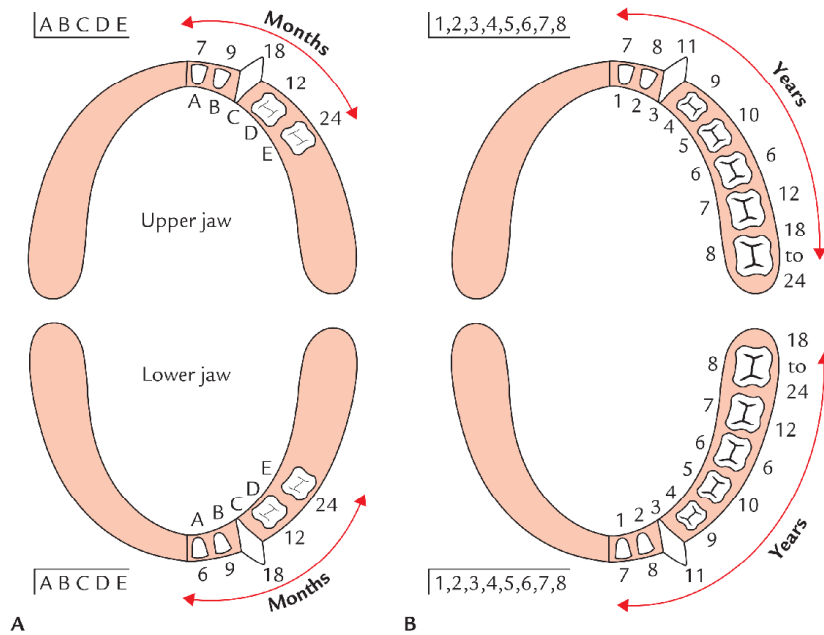 A B C D E
Months
7 9 18
12
24
A B C D E
Upper jaw
Lower jaw
A B C D E
24
12
6 9 18
Months
A B C D E
A
1,2,3,4,5,6,7,8
Years
7 8 11
9
10
6
12
18
to
24
1 2 3 4
5
6
7
8
18
to
24
8
7
12
6
6
5
10
1 2 3 4
9
7 8 11
Years
1,2,3,4,5,6,7,8
B